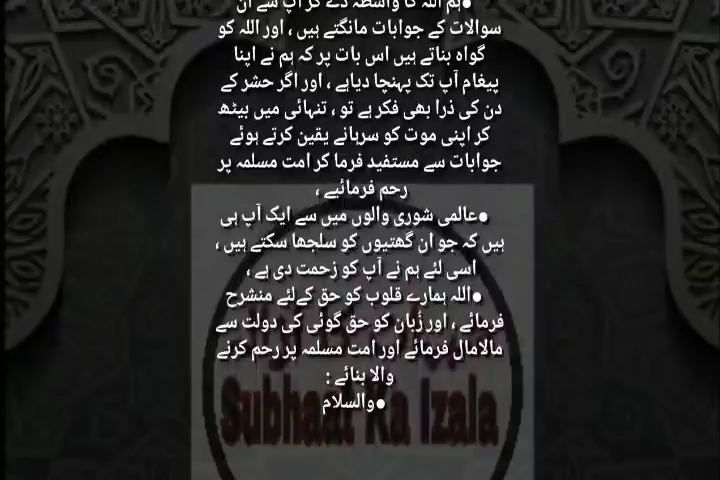 ●ہم اللہ کا واسطہ دے کر آپ سے ان
سوالات کے جوابات مانگتے ہیں ، اور اللہ کو
گواہ بناتے ہیں اس بات پر کہ ہم نے اپنا
پیغام آپ تک پہنچا دیاہے ، اور اگر حشر کے
دن کی ذرا بھی فکر ہے تو ، تنہائی میں بیٹھ
کر اپنی موت کو سرہانے یقین کرتے ہوئے
جوابات سے مستفید فرما کر امت مسلمہ پر
رحم فرمائیے ،
●عالمی شوری والوں میں سے ایک آپ ہی
ہیں کہ جو ان گھتیوں کو سلجھا سکتے ہیں ،
اسی لئے ہم نے آپ کو زحمت دی ہے ،
●اللہ ہمارے قلوب کو حق کےلئے منشرح
فرمائے ، اور زُبان کو حق گوئی کی دولت سے
مالامال فرمائے اور امت مسلمہ پر رحم کرنے
والا بنائے :
●والسلام
Subhaat Ka Izala